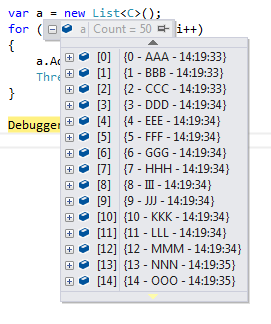 var a = new List<C>();
for ( a Count = 50 i++)
{
a.Ad
[0] {0 - AAA - 14:19:33}
Thre [1] {1 - BBB - 14:19:33}
} [2] {2 - CCC - 14:19:33}
[3] {3 - DDD - 14:19:34}
Debugger [4] {4 - EEE - 14:19:34}
[5] {5 - FFF - 14:19:34}
[6] {6 - GGG - 14:19:34}
[7] {7 - HHH - 14:19:34}
[8] {8 - III - 14:19:34}
[9] {9 - JJJ - 14:19:34}
[10] {10 - KKK - 14:19:34}
[11] {11 - LLL - 14:19:34}
[12] {12 - MMM - 14:19:34}
[13] {13 - NNN - 14:19:35}
[14] {14 - OOO - 14:19:35}